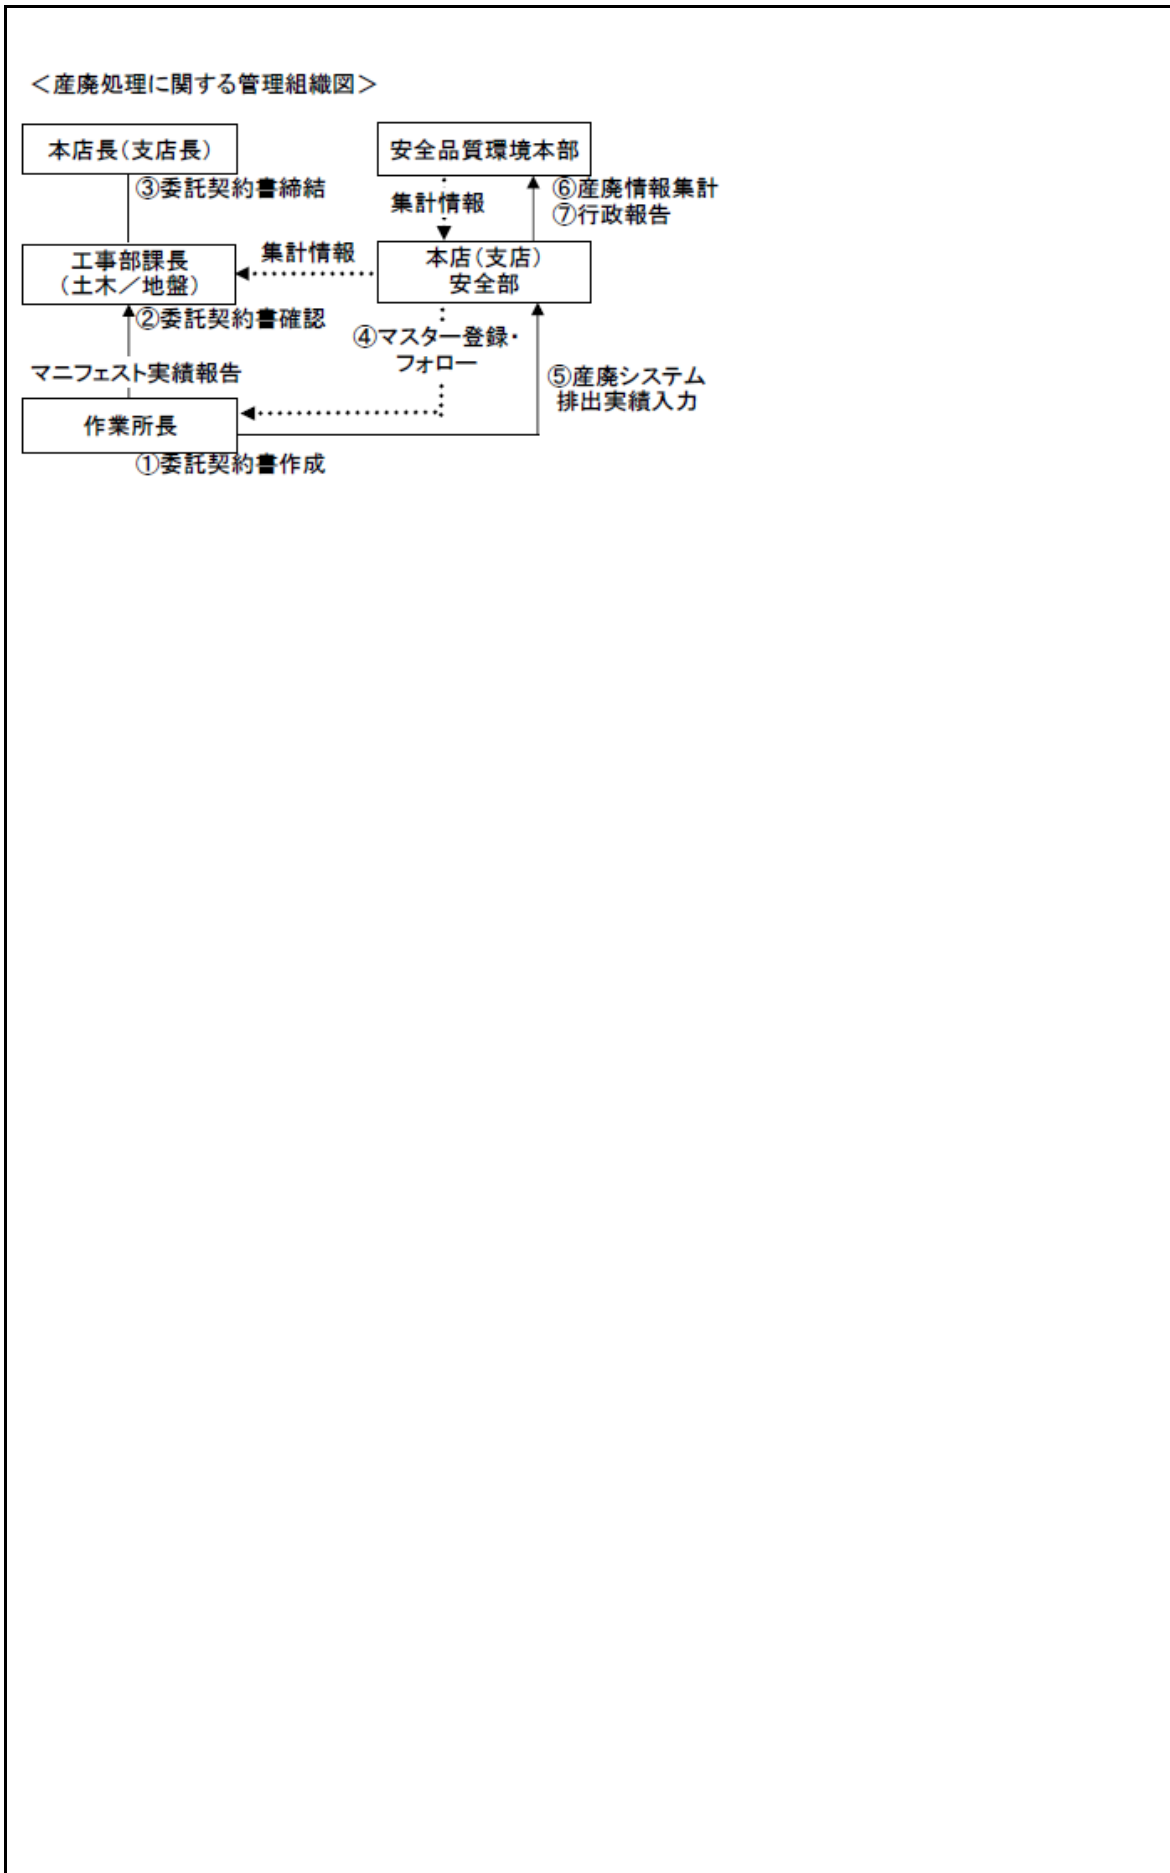 ＜産廃処理に関する管理組織図＞
本店長（支店長）
安全品質環境本部
③委託契約書締結
集計情報
⑥産廃情報集計
⑦行政報告
工事部課長
（土木／地盤）
集計情報
本店（支店）
安全部
②委託契約書確認
④マスター登録・
フォロー
マニフェスト実績報告
⑤産廃システム
排出実績入力
作業所長
①委託契約書作成